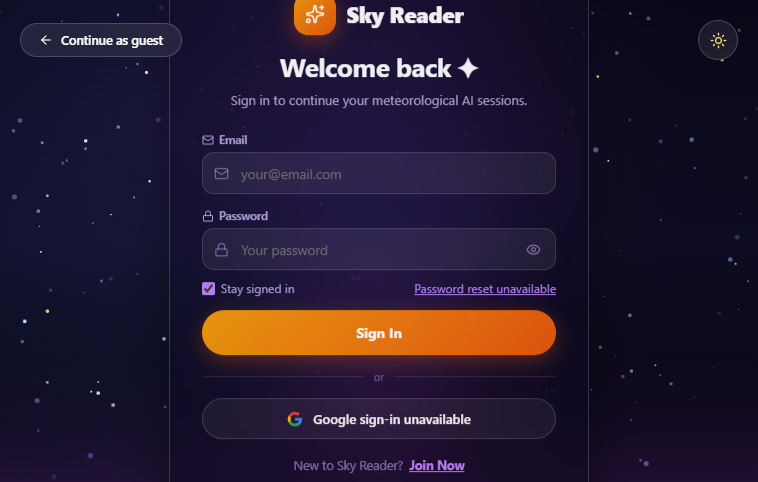 Sky Reader
Continue as guest
Welcome back ✦
Sign in to continue your meteorological AI sessions.
Email
your@email.com
Password
Your password
Stay signed in
Password reset unavailable
Sign In
or
Google sign-in unavailable
New to Sky Reader? Join Now